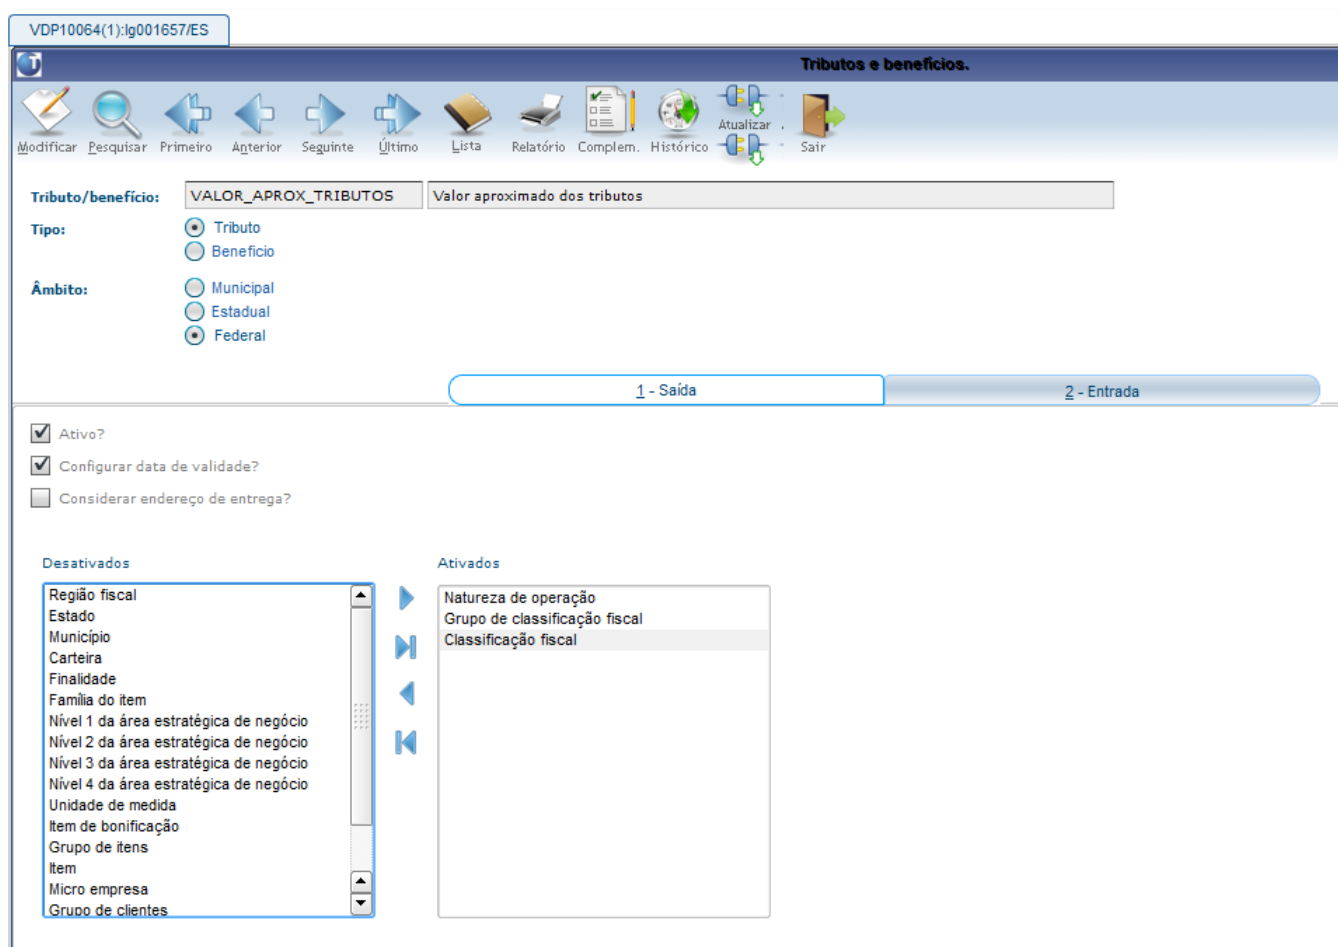 VDP10064(1):lg001657/ES
Tributos e benefícios.
Modificar Pesquisar Primeiro Anterior Seguinte Último Lista Relatório Complem. Histórico Atualizar . Sair
Tributo/benefício: VALOR_APROX_TRIBUTOS Valor aproximado dos tributos
Tipo: Tributo
Benefício
Âmbito: Municipal
Estadual
Federal
1 - Saída 2 - Entrada
Ativo?
Configurar data de validade?
Considerar endereço de entrega?
Desativados Ativados
Região fiscal
Estado
Município
Carteira
Finalidade
Família do item
Nível 1 da área estratégica de negócio
Nível 2 da área estratégica de negócio
Nível 3 da área estratégica de negócio
Nível 4 da área estratégica de negócio
Unidade de medida
Item de bonificação
Grupo de itens
Item
Micro empresa
Grupo de clientes
Natureza de operação
Grupo de classificação fiscal
Classificação fiscal